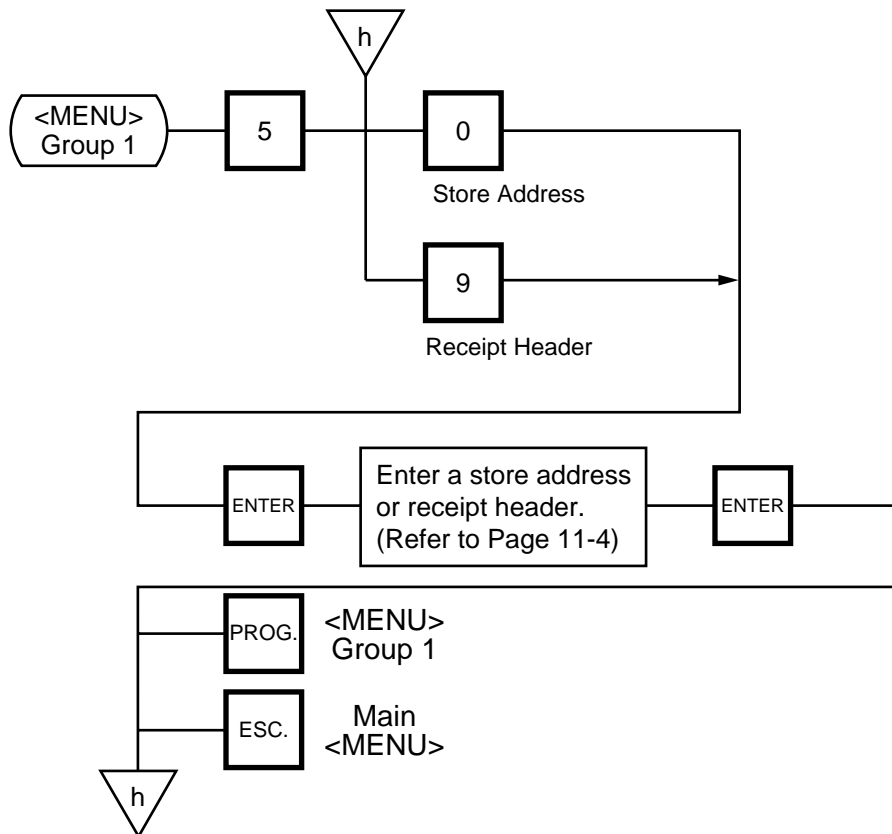 h
<MENU>
Group 1
5
0
Store Address
9
Receipt Header
ENTER
Enter a store address
or receipt header.
(Refer to Page 11-4)
ENTER
PROG.
<MENU>
Group 1
ESC.
Main
<MENU>
h